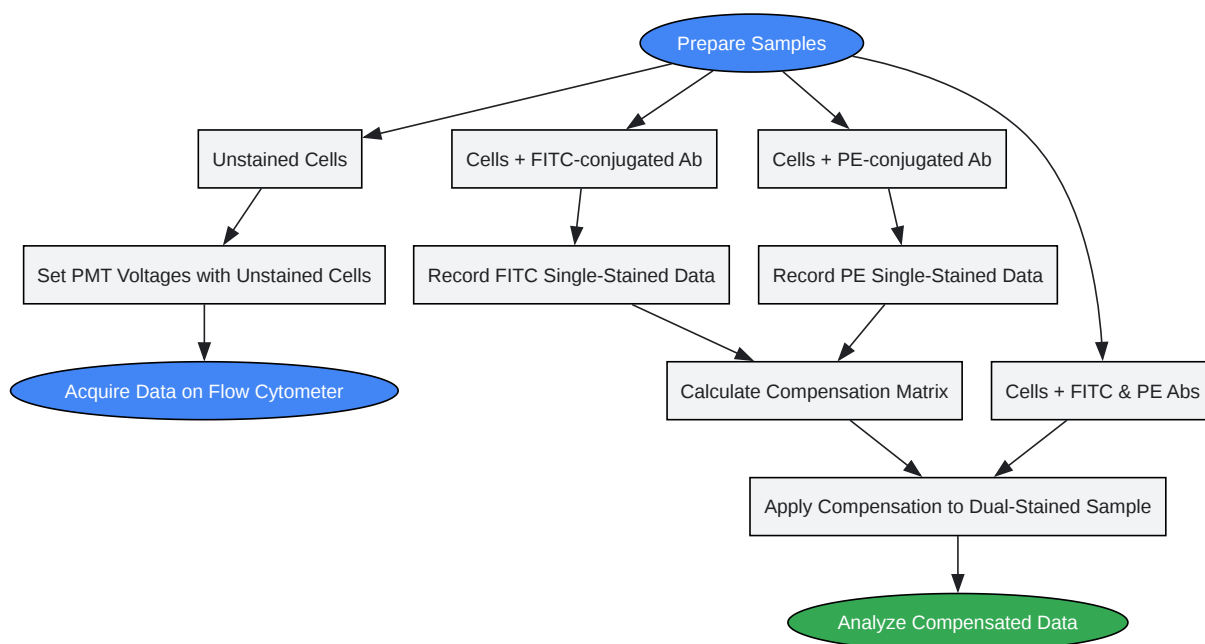 Prepare Samples
Unstained Cells
Cells + FITC-conjugated Ab
Cells + PE-conjugated Ab
Set PMT Voltages with Unstained Cells
Record FITC Single-Stained Data
Record PE Single-Stained Data
Acquire Data on Flow Cytometer
Calculate Compensation Matrix
Cells + FITC & PE Abs
Apply Compensation to Dual-Stained Sample
Analyze Compensated Data